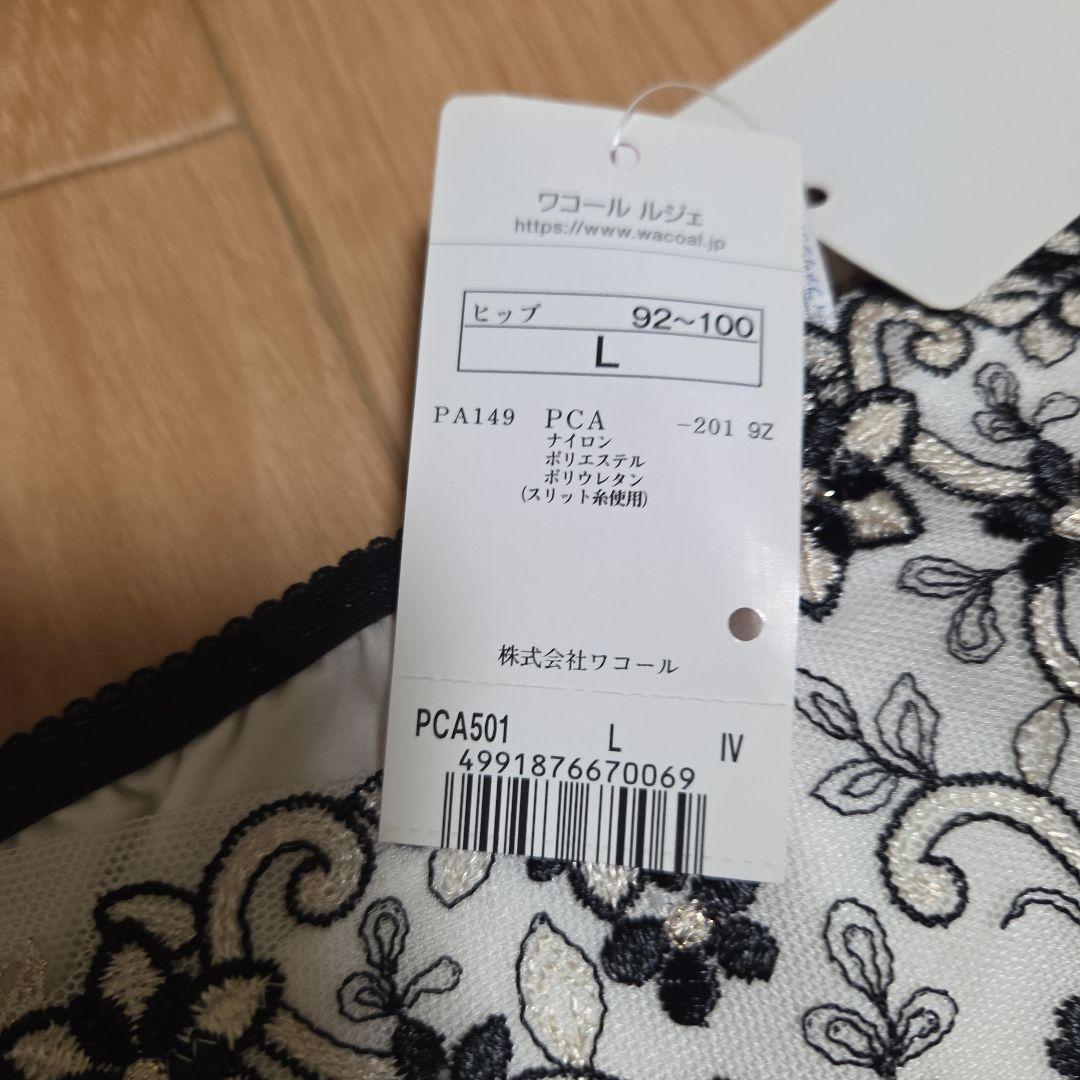 ワコール ルジェ
https://www.wacoal.jp
ヒップ 92~100
L
PA149 PCA -201 9Z
ナイロン
ポリエステル
ポリウレタン
(スリット糸使用)
株式会社ワコール
PCA501 L IV
4991876670069